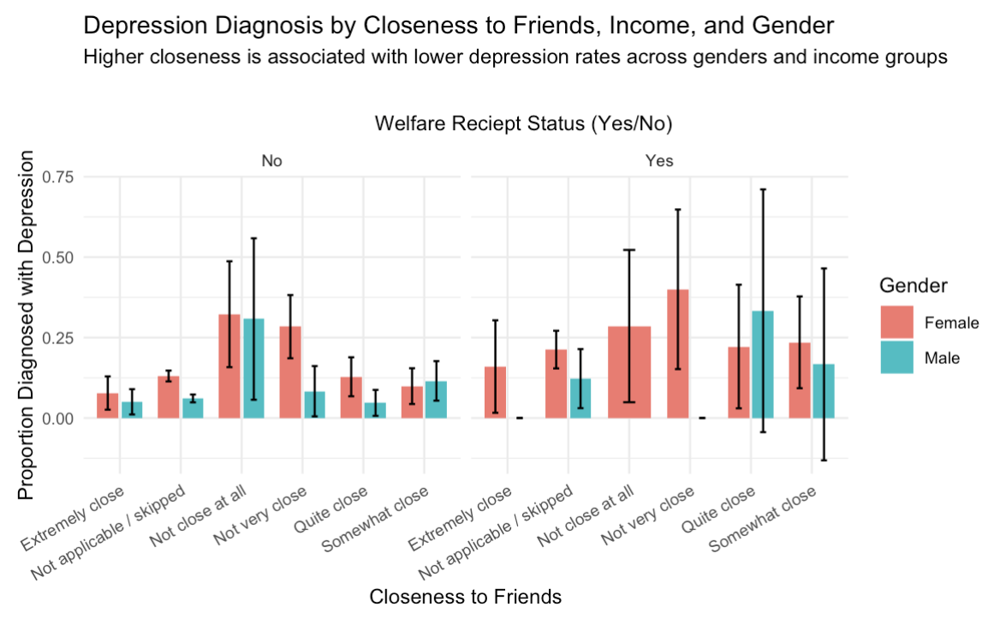 Depression Diagnosis by Closeness to Friends, Income, and Gender
Higher closeness is associated with lower depression rates across genders and income groups
Welfare Reciept Status (Yes/No)
No
Yes
Proportion Diagnosed with Depression
0.75
0.50
0.25
0.00
Extremely close
Not applicable / skipped
Not close at all
Not very close
Quite close
Somewhat close
Extremely close
Not applicable / skipped
Not close at all
Not very close
Quite close
Somewhat close
Closeness to Friends
Gender
Female
Male